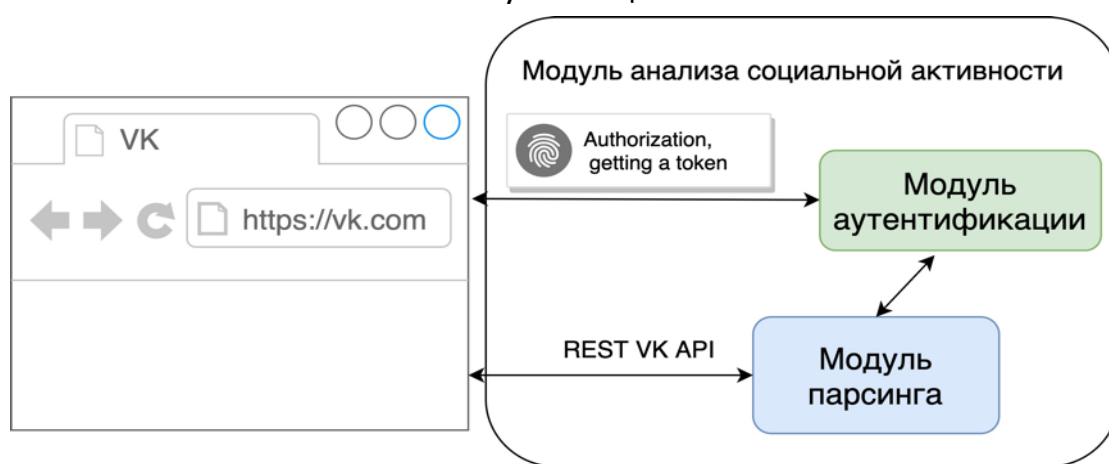 Модуль анализа социальной активности
VK
https://vk.com
Authorization,
getting a token
Модуль
аутентификации
REST VK API
Модуль
парсинга